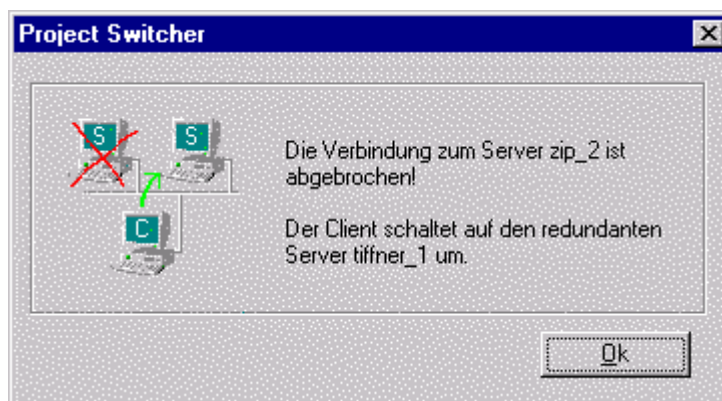 Project Switcher
S S
Die Verbindung zum Server zip_2 ist
abgebrochen!
C
Der Client schaltet auf den redundanten
Server tiffner_1 um.
Ok